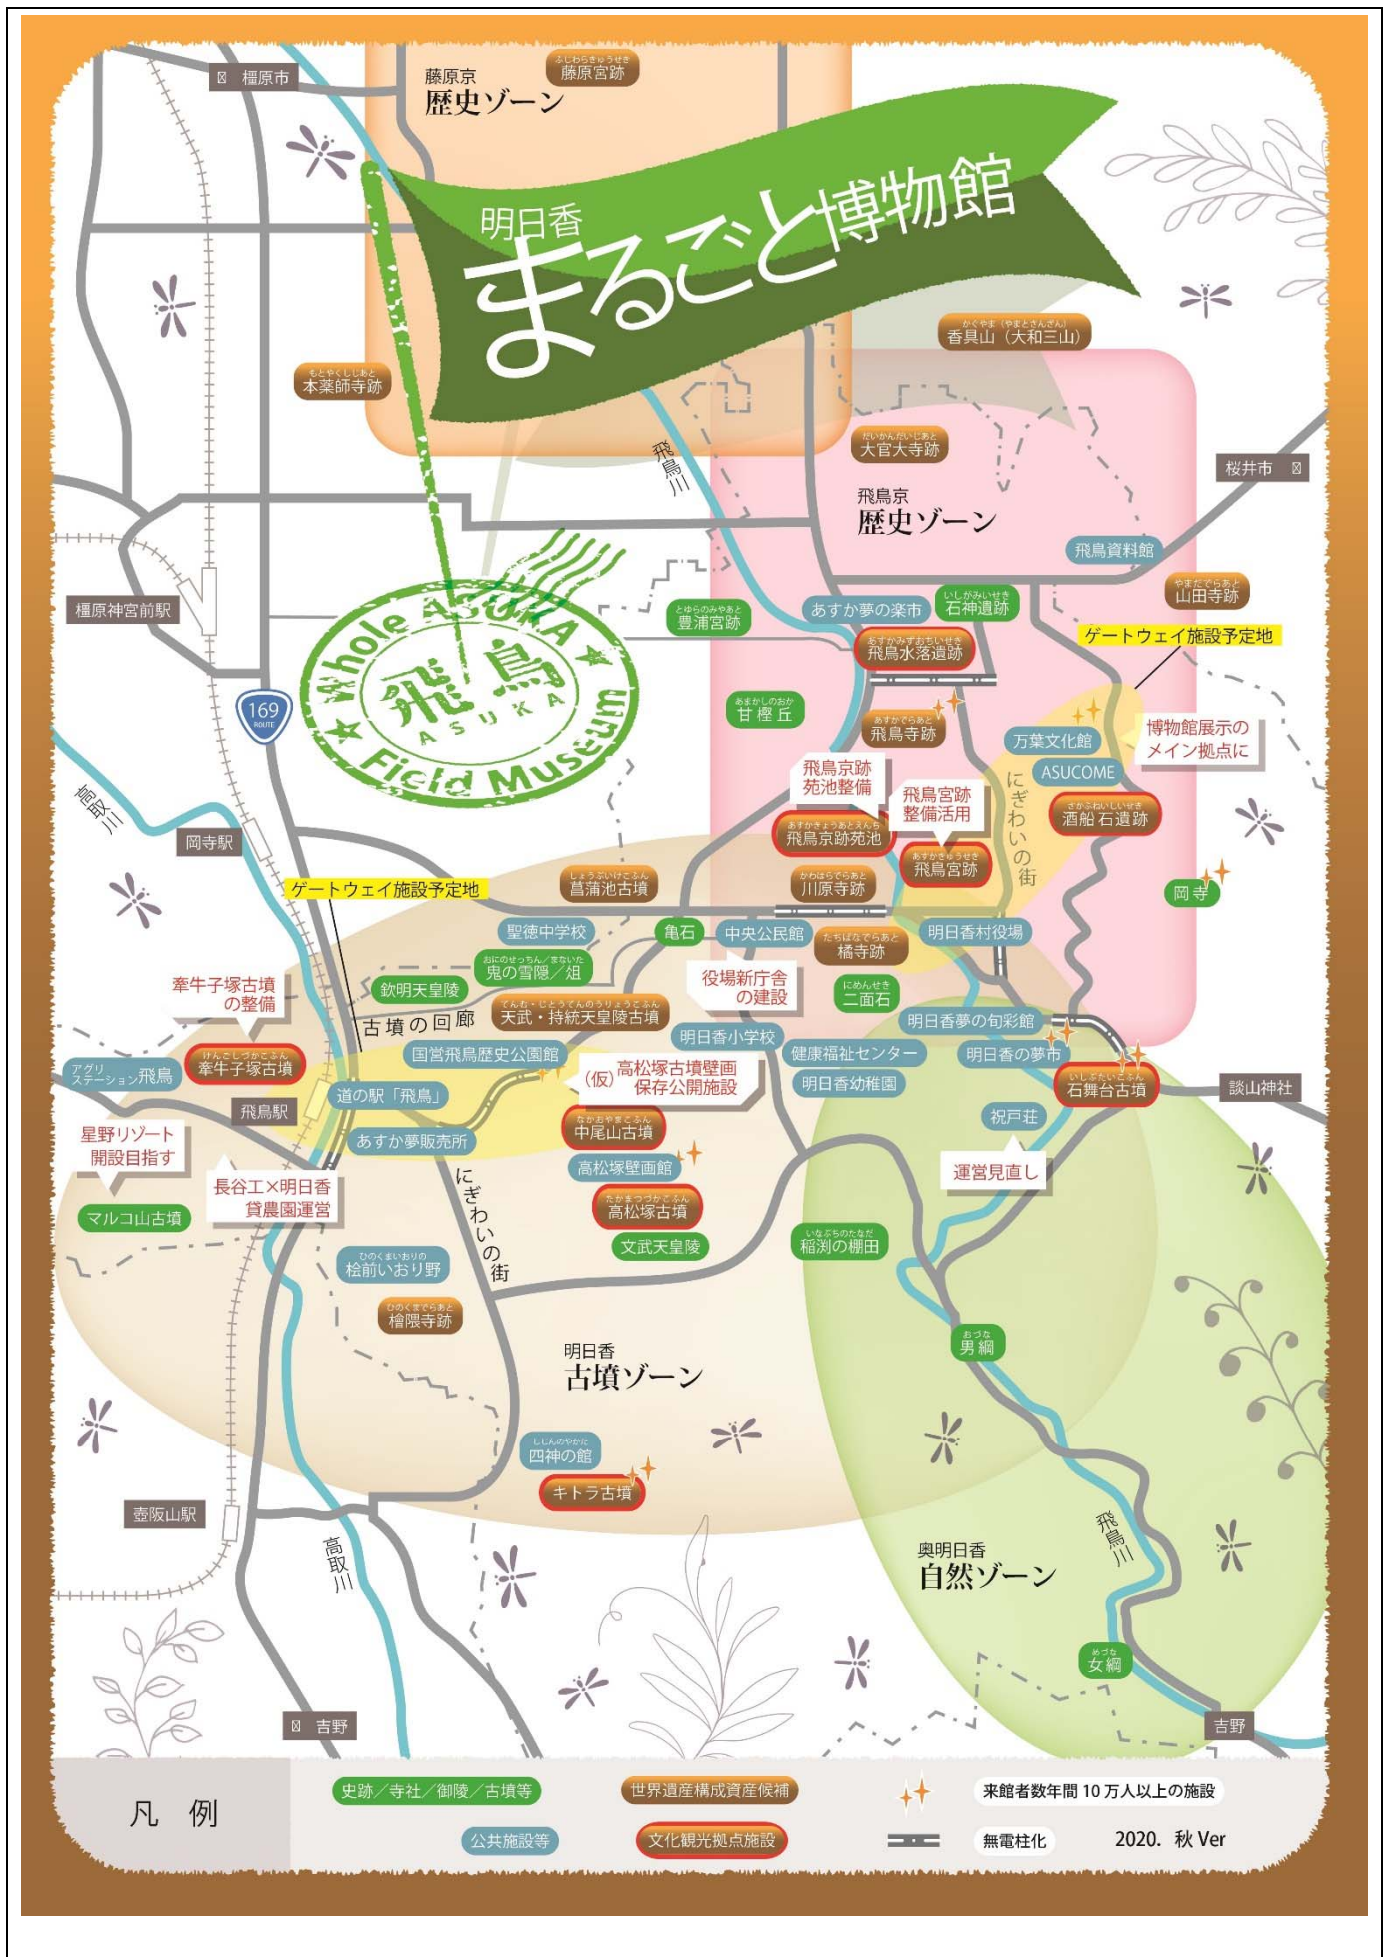 橿原市
藤原京
歴史ゾーン
ふじわらきゅうせき
藤原宮跡
明日香
まるごと博物館
かぐやま（やまとさんざん）
香具山（大和三山）
もとやくしじあと
本薬師寺跡
だいかんだいじあと
大官大寺跡
飛鳥川
桜井市
飛鳥京
歴史ゾーン
飛鳥資料館
やまだでらあと
山田寺跡
橿原神宮前駅
Whole ASUKA
飛鳥
ASUKA
Field Museum
とゆらのみやあと
豊浦宮跡
あすか夢の楽市
いしがみいせき
石神遺跡
ゲートウェイ施設予定地
あすかみずおちいせき
飛鳥水落遺跡
169
ROUTE
あまかしのおか
甘樫丘
あすかでらあと
飛鳥寺跡
万葉文化館
博物館展示の
メイン拠点に
ASUCOME
飛鳥京跡
苑池整備
飛鳥宮跡
整備活用
にぎわいの街
さかふねいしいせき
酒船石遺跡
高取川
岡寺駅
あすかきょうあとえんち
飛鳥京跡苑池
あすかきゅうせき
飛鳥宮跡
ゲートウェイ施設予定地
しょうぶいけこふん
菖蒲池古墳
かわはらでらあと
川原寺跡
岡寺
聖徳中学校
亀石
中央公民館
たちばなでらあと
橘寺跡
明日香村役場
おにのせっちん／まないた
鬼の雪隠／俎
牽牛子塚古墳
の整備
欽明天皇陵
役場新庁舎
の建設
にめんせき
二面石
古墳の回廊
てんむ・じとうてんのうりょうこふん
天武・持統天皇陵古墳
明日香小学校
明日香夢の旬彩館
アグリ
ステーション飛鳥
けんごしづかこふん
牽牛子塚古墳
国営飛鳥歴史公園館
健康福祉センター
明日香の夢市
（仮）高松塚古墳壁画
保存公開施設
明日香幼稚園
いしぶたいこふん
石舞台古墳
談山神社
道の駅「飛鳥」
飛鳥駅
なかおやまこふん
中尾山古墳
祝戸荘
星野リゾート
開設目指す
あすか夢販売所
高松塚壁画館
運営見直し
長谷工×明日香
貸農園運営
にぎわいの街
たかまつづかこふん
高松塚古墳
マルコ山古墳
文武天皇陵
いなぶちのたなだ
稲渕の棚田
ひのくまいおりの
桧前いおり野
ひのくまでらあと
檜隈寺跡
おづな
男綱
明日香
古墳ゾーン
ししんのやかた
四神の館
キトラ古墳
壺阪山駅
高取川
飛鳥川
奥明日香
自然ゾーン
めづな
女綱
吉野
吉野
凡 例
史跡／寺社／御陵／古墳等
世界遺産構成資産候補
来館者数年間10万人以上の施設
公共施設等
文化観光拠点施設
無電柱化
2020. 秋 Ver